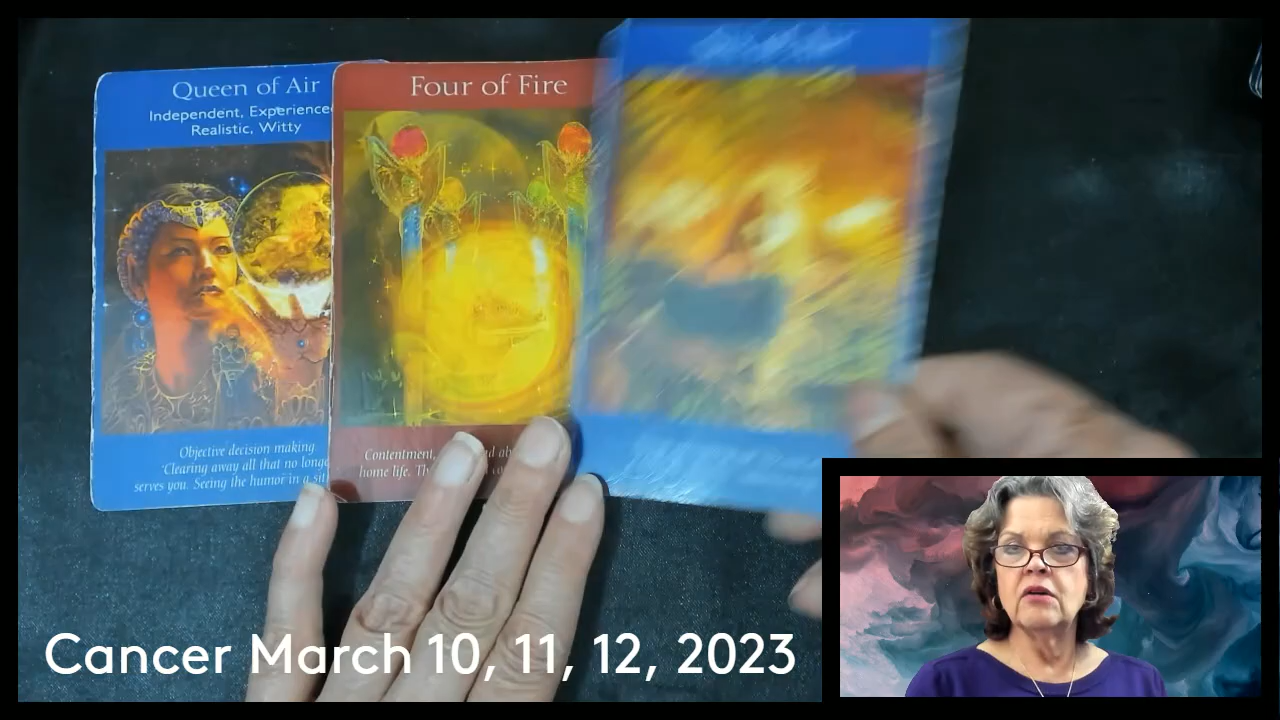 Queen of Air
Independent, Experienced
Realistic, Witty
Objective decision making.
Clearing away all that no longe
serves you. Seeing the humor in a sit
Four of Fire
Contentment,
home life.
Cancer March 10, 11, 12, 2023